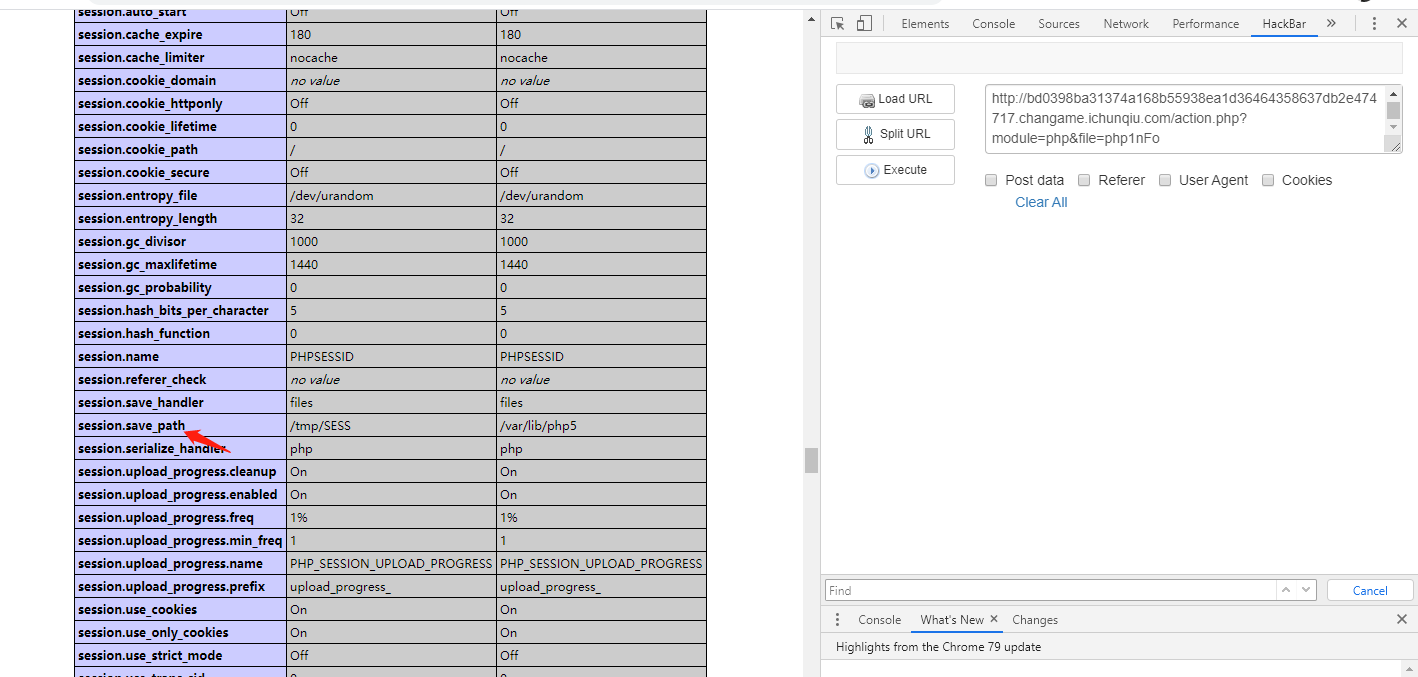 session.auto_start Off Off
session.cache_expire 180 180
session.cache_limiter nocache nocache
session.cookie_domain no value no value
session.cookie_httponly Off Off
session.cookie_lifetime 0 0
session.cookie_path / /
session.cookie_secure Off Off
session.entropy_file /dev/urandom /dev/urandom
session.entropy_length 32 32
session.gc_divisor 1000 1000
session.gc_maxlifetime 1440 1440
session.gc_probability 0 0
session.hash_bits_per_character 5 5
session.hash_function 0 0
session.name PHPSESSID PHPSESSID
session.referer_check no value no value
session.save_handler files files
session.save_path /tmp/SESS /var/lib/php5
session.serialize_handler php php
session.upload_progress.cleanup On On
session.upload_progress.enabled On On
session.upload_progress.freq 1% 1%
session.upload_progress.min_freq 1 1
session.upload_progress.name PHP_SESSION_UPLOAD_PROGRESS PHP_SESSION_UPLOAD_PROGRESS
session.upload_progress.prefix upload_progress_ upload_progress_
session.use_cookies On On
session.use_only_cookies On On
session.use_strict_mode Off Off
Elements Console Sources Network Performance HackBar »
Load URL
Split URL
Execute
http://bd0398ba31374a168b55938ea1d36464358637db2e474
717.changame.ichunqiu.com/action.php?
module=php&file=php1nFo
Post data Referer User Agent Cookies
Clear All
Find Cancel
Console What's New × Changes
Highlights from the Chrome 79 update